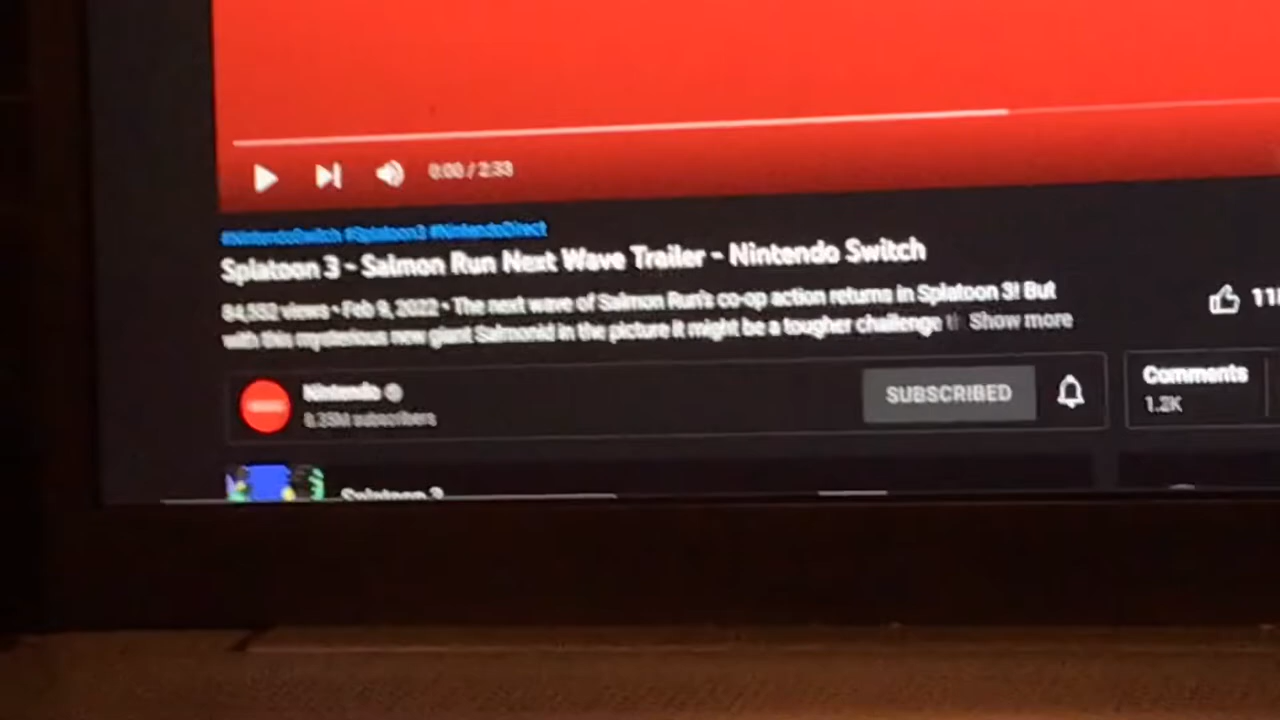 0:00 / 2:33
#NintendoSwitch #Splatoon3 #NintendoDirect
Splatoon 3 - Salmon Run Next Wave Trailer - Nintendo Switch
84,552 views • Feb 9, 2022 • The next wave of Salmon Run's co-op action returns in Splatoon 3! But
with this mysterious new giant Salmonid in the picture it might be a tougher challenge Show more
Nintendo
SUBSCRIBED
8.35M subscribers
Comments
1.2K
Splatoon 3